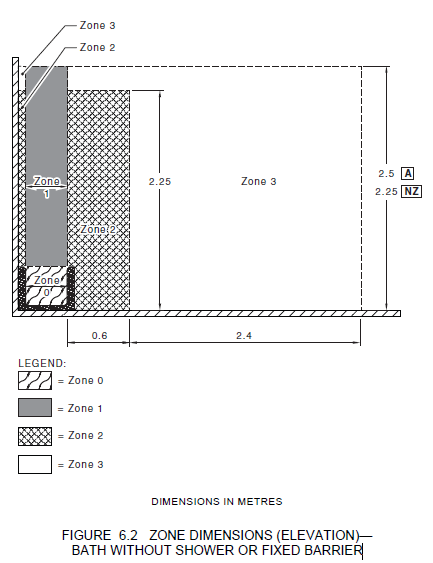 Zone 3
Zone 2
2.5 A
2.25 NZ
Zone
1
2.25
Zone 3
Zone 2
Zone
0
0.6
2.4
LEGEND:
= Zone 0
= Zone 1
= Zone 2
= Zone 3
DIMENSIONS IN METRES
FIGURE 6.2 ZONE DIMENSIONS (ELEVATION)—
BATH WITHOUT SHOWER OR FIXED BARRIER